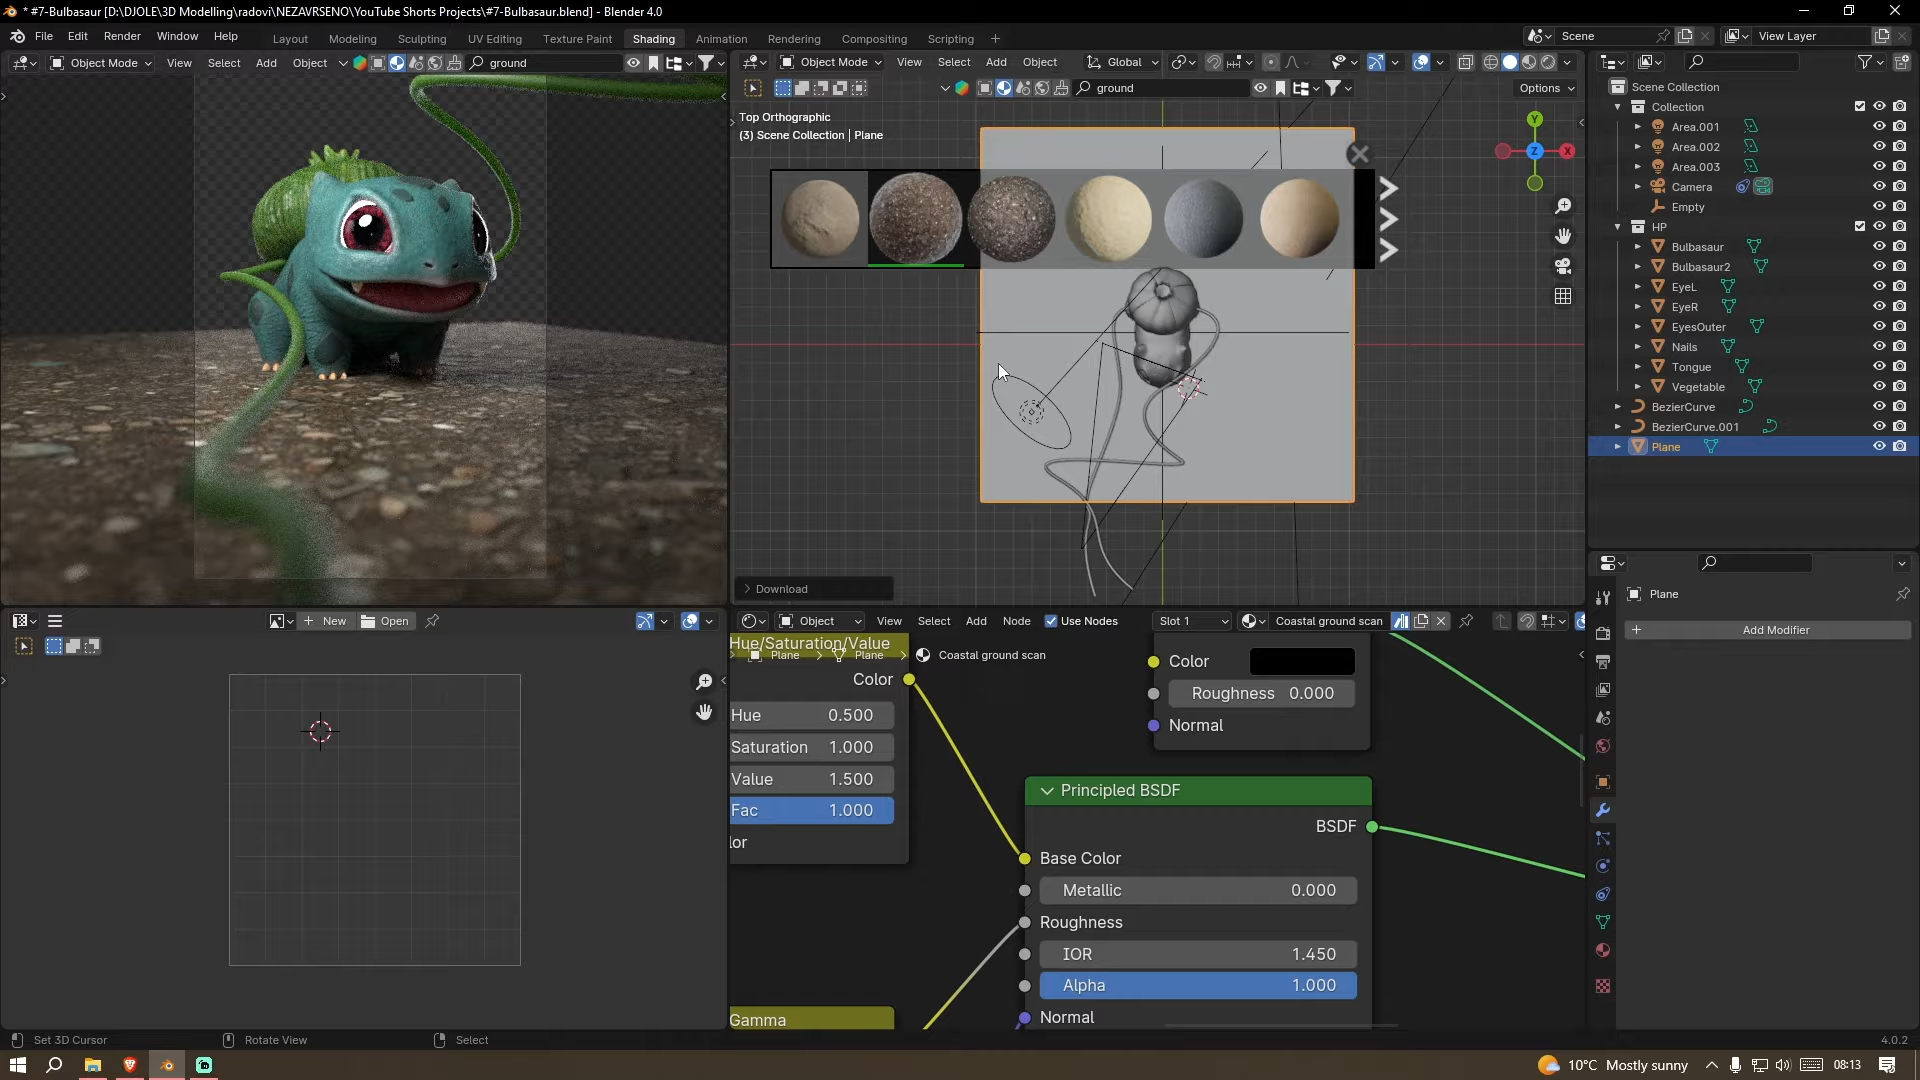 * #7-Bulbasaur [D:\DJOLE\3D Modelling\radovi\NEZAVRSENO\YouTube Shorts Projects\#7-Bulbasaur.blend] - Blender 4.0
File Edit Render Window Help
Layout Modeling Sculpting UV Editing Texture Paint Shading Animation Rendering Compositing Scripting
Scene
View Layer
Object Mode View Select Add Object
ground
Object Mode View Select Add Object
Global
ground
Options
Top Orthographic
(3) Scene Collection | Plane
Y
Z
X
Download
Scene Collection
Collection
Area.001
Area.002
Area.003
Camera
Empty
HP
Bulbasaur
Bulbasaur2
EyeL
EyeR
EyesOuter
Nails
Tongue
Vegetable
BezierCurve
BezierCurve.001
Plane
Plane
Add Modifier
New
Open
Object View Select Add Node Use Nodes
Slot 1
Coastal ground scan
Hue/Saturation/Value
Plane Plane Coastal ground scan
Color
Hue 0.500
Saturation 1.000
Value 1.500
Fac 1.000
lor
Gamma
Color
Roughness 0.000
Normal
Principled BSDF
BSDF
Base Color
Metallic 0.000
Roughness
IOR 1.450
Alpha 1.000
Normal
Set 3D Cursor
Rotate View
Select
4.0.2
10°C Mostly sunny
08:13